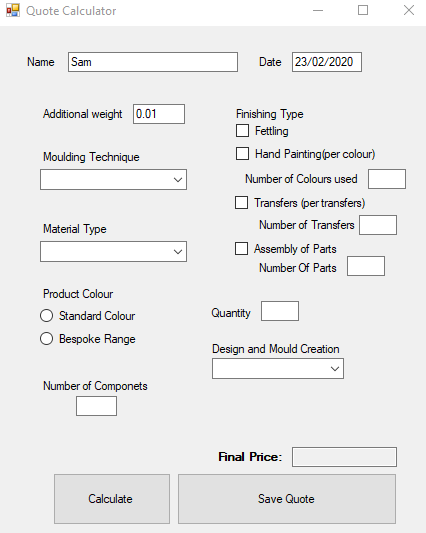 Quote Calculator
Name Sam Date 23/02/2020
Additional weight 0.01
Finishing Type
Fettling
Hand Painting(per colour)
Moulding Technique
Number of Colours used
Transfers (per transfers)
Number of Transfers
Material Type
Assembly of Parts
Number Of Parts
Product Colour
Standard Colour
Quantity
Bespoke Range
Design and Mould Creation
Number of Componets
Final Price:
Calculate
Save Quote